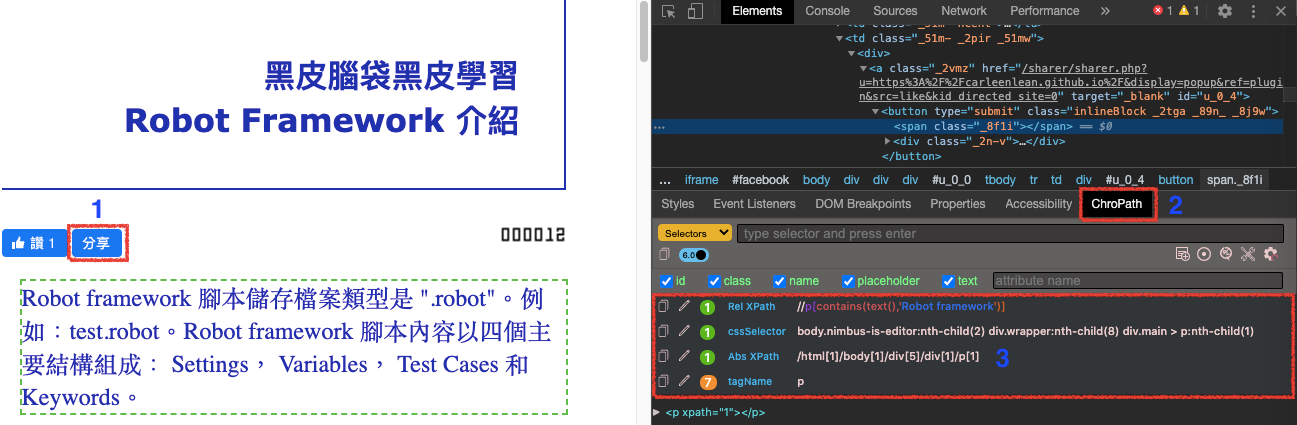 黑皮腦袋黑皮學習
Robot Framework 介紹
1
讚 1
分享
000012
Robot framework 腳本儲存檔案類型是 ".robot"。例
如：test.robot。Robot framework 腳本內容以四個主
要結構組成： Settings， Variables， Test Cases 和
Keywords。
Elements Console Sources Network Performance » 1 1
<td class="_51m- _2pir _51mw">
<div>
<a class="_2vmz" href="/sharer/sharer.php?
u=https%3A%2F%2Fcarleenlean.github.io%2F&display=popup&ref=plugi
n&src=like&kid_directed_site=0" target="_blank" id="u_0_4">
<button type="submit" class="inlineBlock _2tga _89n_ _8j9w">
… <span class="_8f1i"></span> == $0
<div class="_2n-v">…</div>
</button>
… iframe #facebook body div div div #u_0_0 tbody tr td div #u_0_4 button span._8f1i
Styles Event Listeners DOM Breakpoints Properties Accessibility ChroPath 2
Selectors type selector and press enter
6.0
id class name placeholder text attribute name
1 Rel XPath //p[contains(text(),'Robot framework')]
1 cssSelector body.nimbus-is-editor:nth-child(2) div.wrapper:nth-child(8) div.main > p:nth-child(1)
1 Abs XPath /html[1]/body[1]/div[5]/div[1]/p[1] 3
7 tagName p
<p xpath="1"></p>